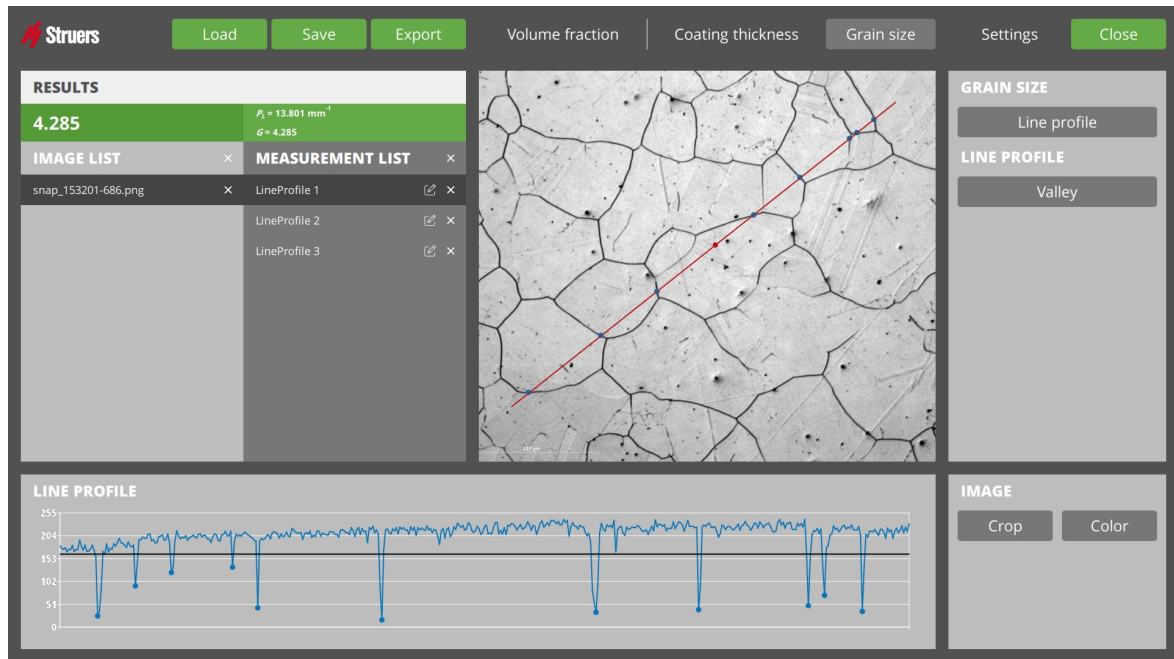 Struers
Load
Save
Export
Volume fraction
Coating thickness
Grain size
Settings
Close
RESULTS
4.285
PL = 13.801 mm-1
G = 4.285
IMAGE LIST ×
MEASUREMENT LIST ×
snap_153201-686.png ×
LineProfile 1 ×
LineProfile 2 ×
LineProfile 3 ×
GRAIN SIZE
Line profile
LINE PROFILE
Valley
LINE PROFILE
255
204
153
102
51
0
IMAGE
Crop
Color